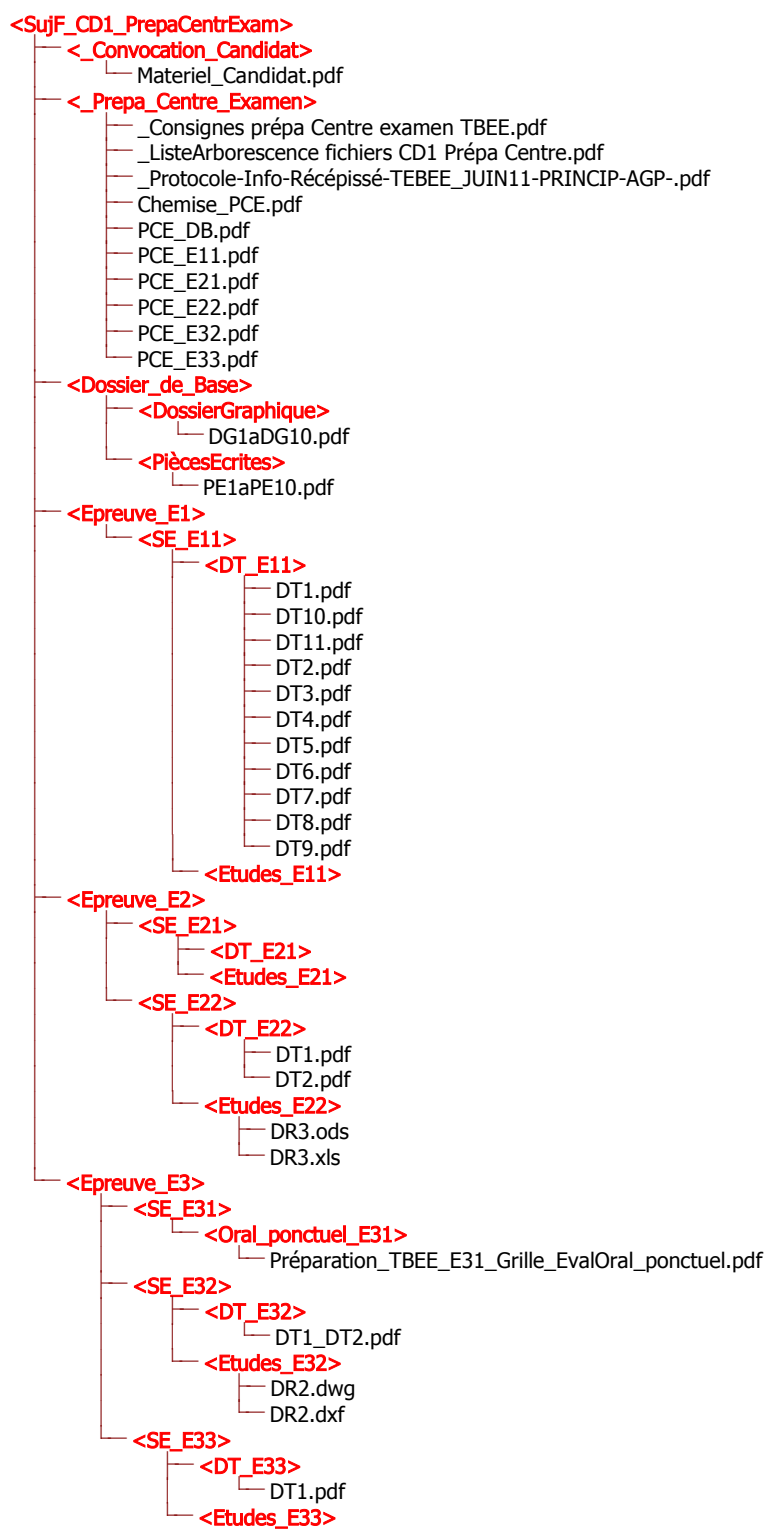 <SujF_CD1_PrepaCentrExam>
<_Convocation_Candidat>
Materiel_Candidat.pdf
<_Prepa_Centre_Examen>
_Consignes prépa Centre examen TBEE.pdf
_ListeArborescence fichiers CD1 Prépa Centre.pdf
_Protocole-Info-Récépissé-TEBEE_JUIN11-PRINCIP-AGP-.pdf
Chemise_PCE.pdf
PCE_DB.pdf
PCE_E11.pdf
PCE_E21.pdf
PCE_E22.pdf
PCE_E32.pdf
PCE_E33.pdf
<Dossier_de_Base>
<DossierGraphique>
DG1aDG10.pdf
<PiècesEcrites>
PE1aPE10.pdf
<Epreuve_E1>
<SE_E11>
<DT_E11>
DT1.pdf
DT10.pdf
DT11.pdf
DT2.pdf
DT3.pdf
DT4.pdf
DT5.pdf
DT6.pdf
DT7.pdf
DT8.pdf
DT9.pdf
<Etudes_E11>
<Epreuve_E2>
<SE_E21>
<DT_E21>
<Etudes_E21>
<SE_E22>
<DT_E22>
DT1.pdf
DT2.pdf
<Etudes_E22>
DR3.ods
DR3.xls
<Epreuve_E3>
<SE_E31>
<Oral_ponctuel_E31>
Préparation_TBEE_E31_Grille_EvalOral_ponctuel.pdf
<SE_E32>
<DT_E32>
DT1_DT2.pdf
<Etudes_E32>
DR2.dwg
DR2.dxf
<SE_E33>
<DT_E33>
DT1.pdf
<Etudes_E33>